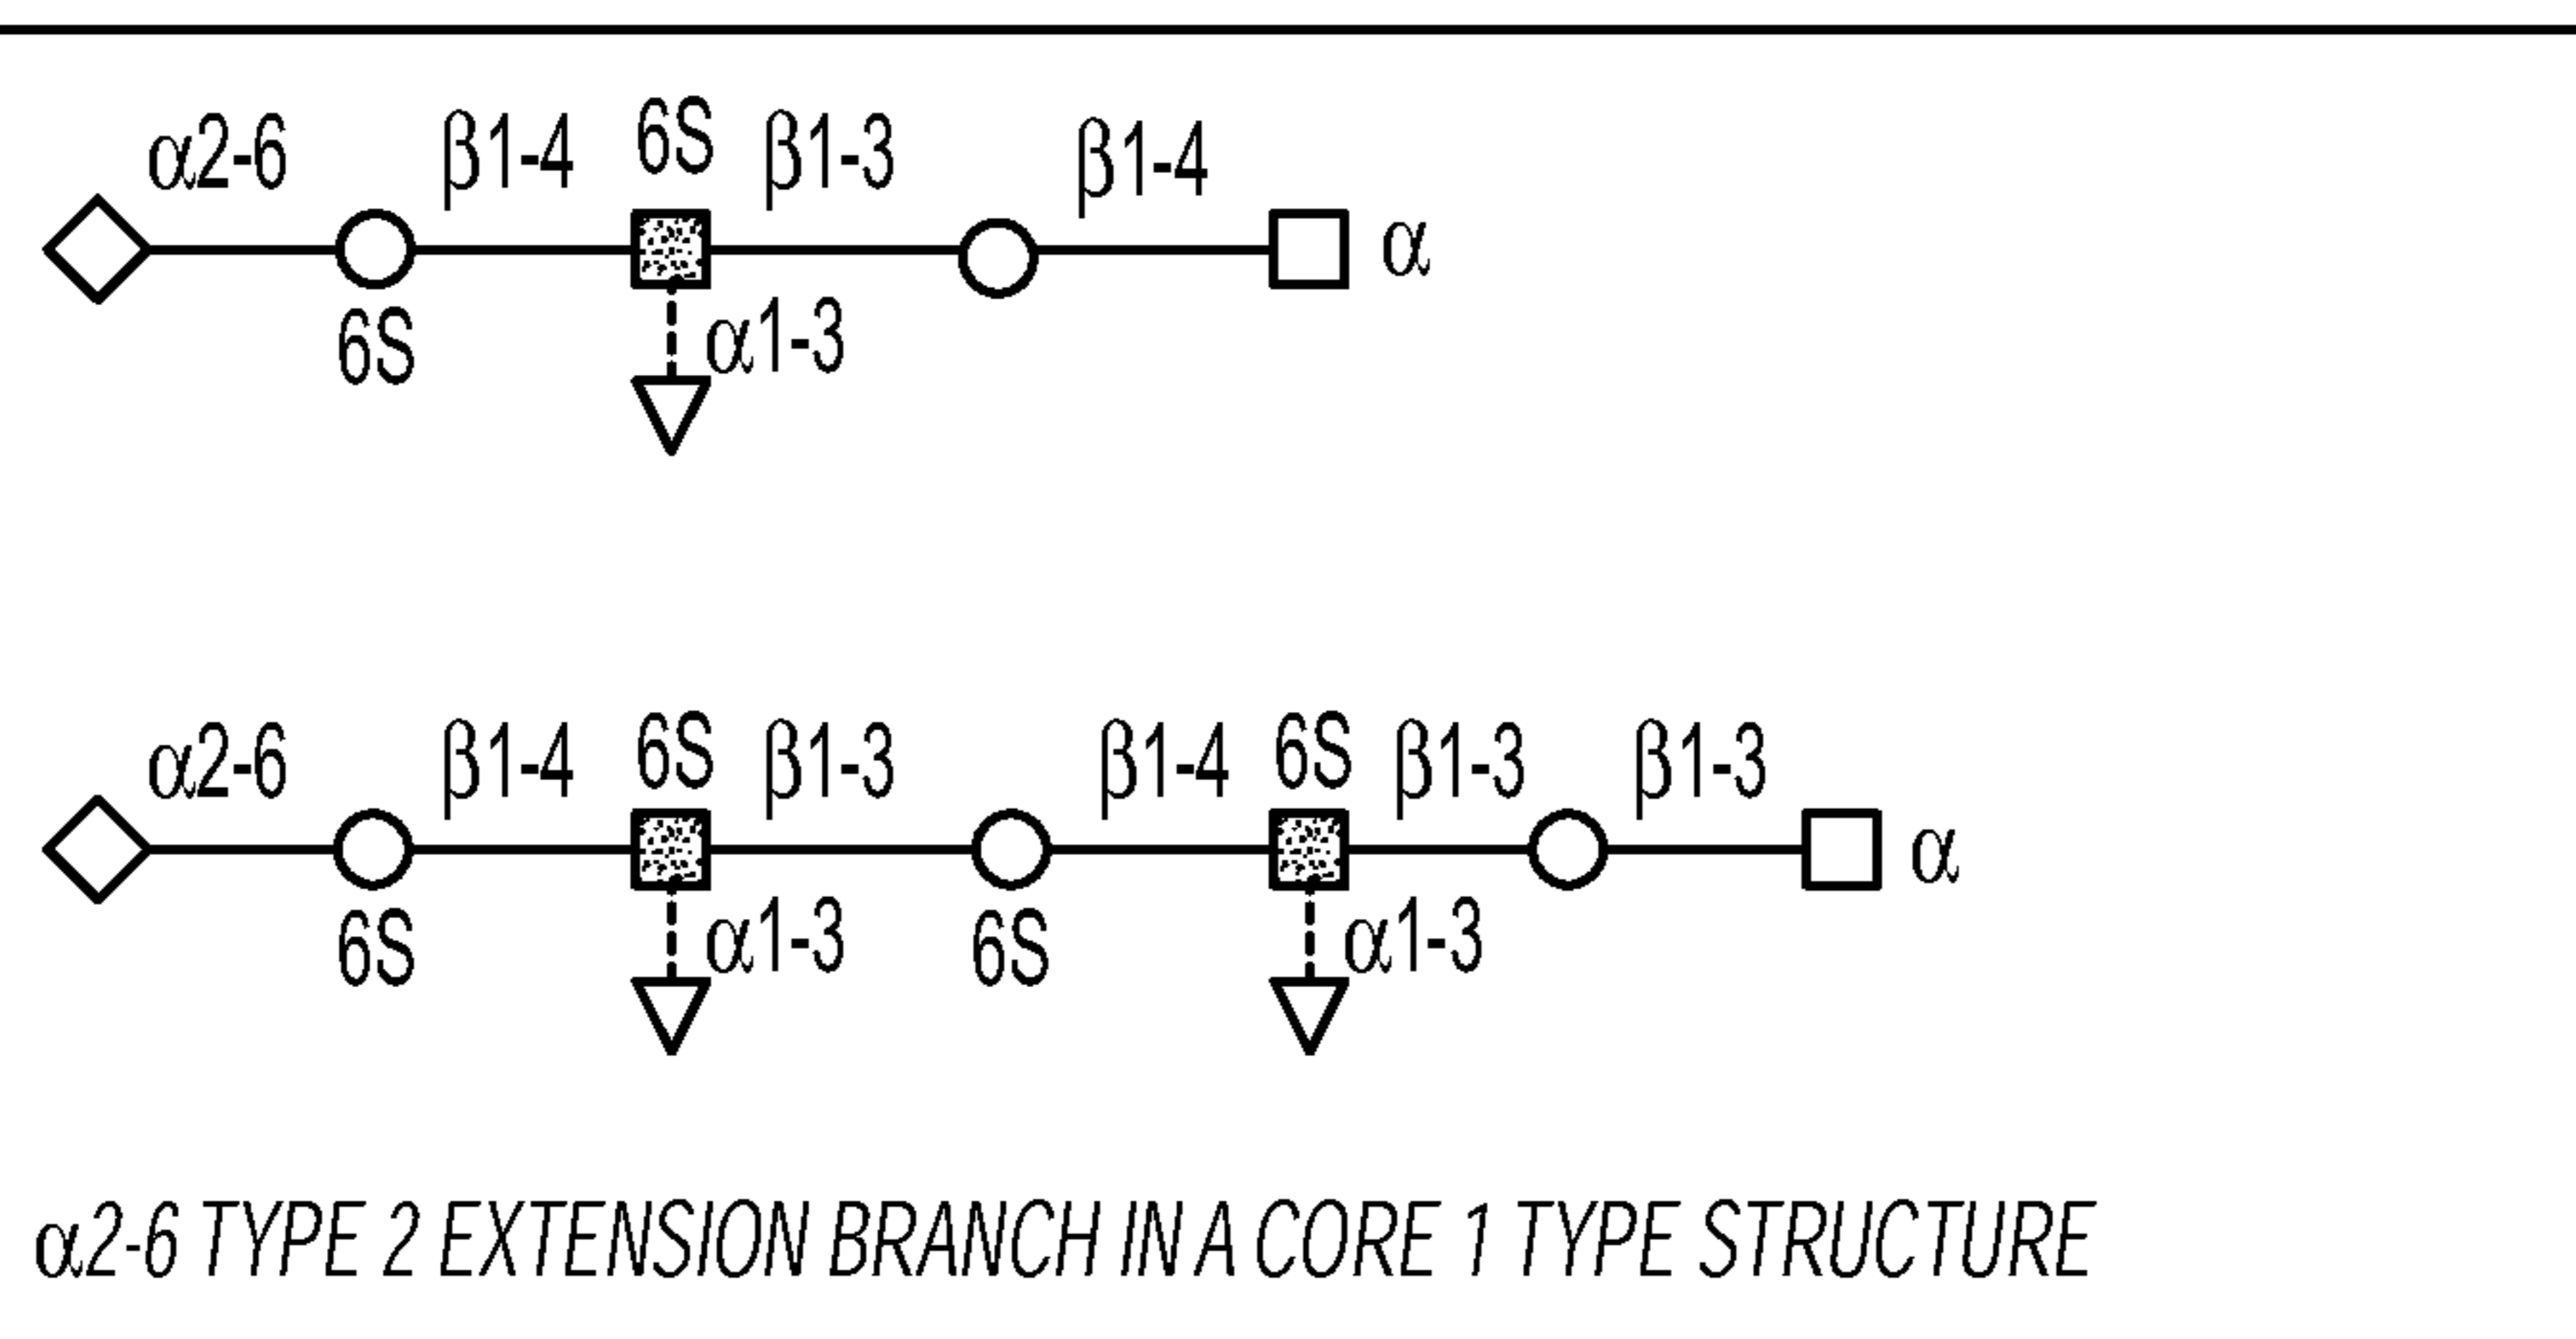 α2-6 β1-4 6S β1-3 β1-4
α
6S α1-3
α2-6 β1-4 6S β1-3 β1-4 6S β1-3 β1-3
α
6S α1-3 6S α1-3
α2-6 TYPE 2 EXTENSION BRANCH IN A CORE 1 TYPE STRUCTURE